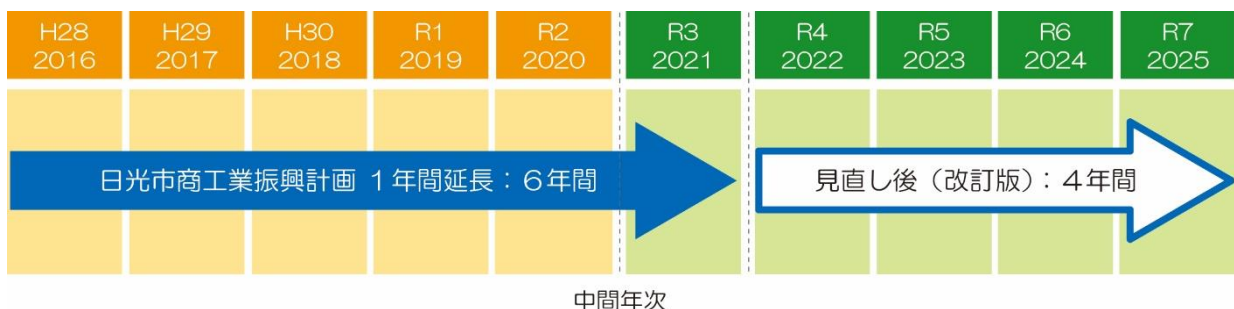 H28
2016
H29
2017
H30
2018
R1
2019
R2
2020
R3
2021
R4
2022
R5
2023
R6
2024
R7
2025
日光市商工業振興計画 １年間延長：６年間
見直し後（改訂版）：４年間
中間年次